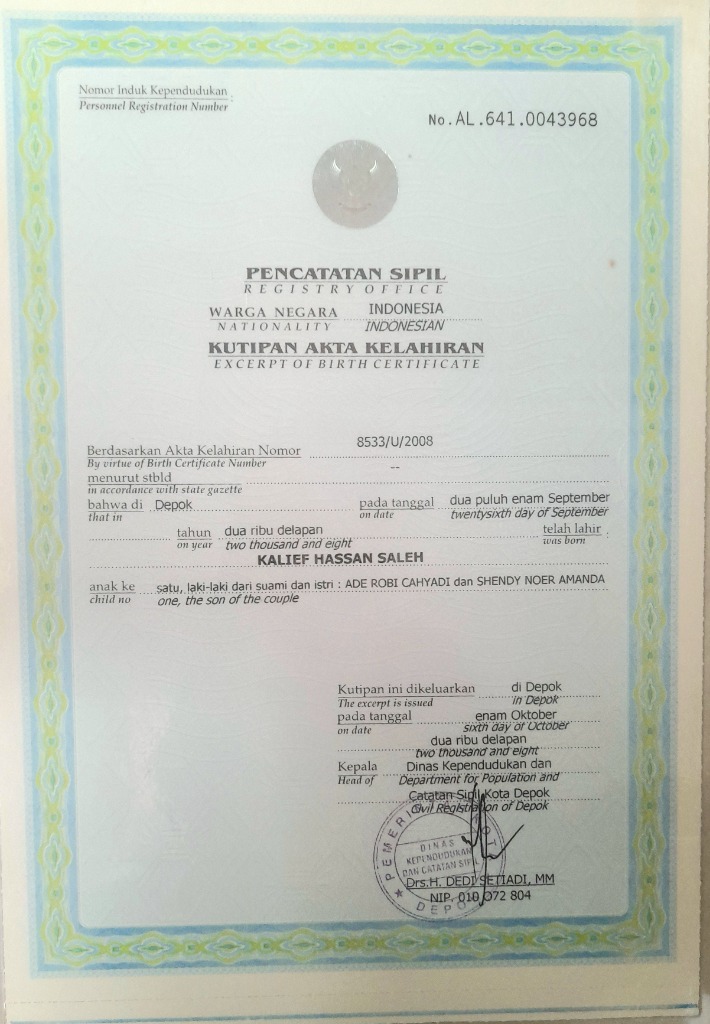 Nomor Induk Kependudukan :
Personnel Registration Number
No.AL.641.0043968
PENCATATAN SIPIL
REGISTRY OFFICE
WARGA NEGARA INDONESIA
NATIONALITY INDONESIAN
KUTIPAN AKTA KELAHIRAN
EXCERPT OF BIRTH CERTIFICATE
Berdasarkan Akta Kelahiran Nomor 8533/U/2008
By virtue of Birth Certificate Number
menurut stbld --
in accordance with state gazette
bahwa di Depok pada tanggal dua puluh enam September
that in on date twentysixth day of September
tahun dua ribu delapan telah lahir :
on year two thousand and eight was born
KALIEF HASSAN SALEH
anak ke satu, laki-laki dari suami dan istri : ADE ROBI CAHYADI dan SHENDY NOER AMANDA
child no one, the son of the couple
Kutipan ini dikeluarkan di Depok
The excerpt is issued in Depok
pada tanggal enam Oktober
on date sixth day of October
dua ribu delapan
two thousand and eight
Kepala Dinas Kependudukan dan
Head of Department for Population and
Catatan Sipil Kota Depok
Civil Registration of Depok
DINAS
KEPENDUDUKAN
DAN CATATAN SIPIL
DEPOK
Drs.H. DEDI SETIADI, MM
NIP. 010 072 804